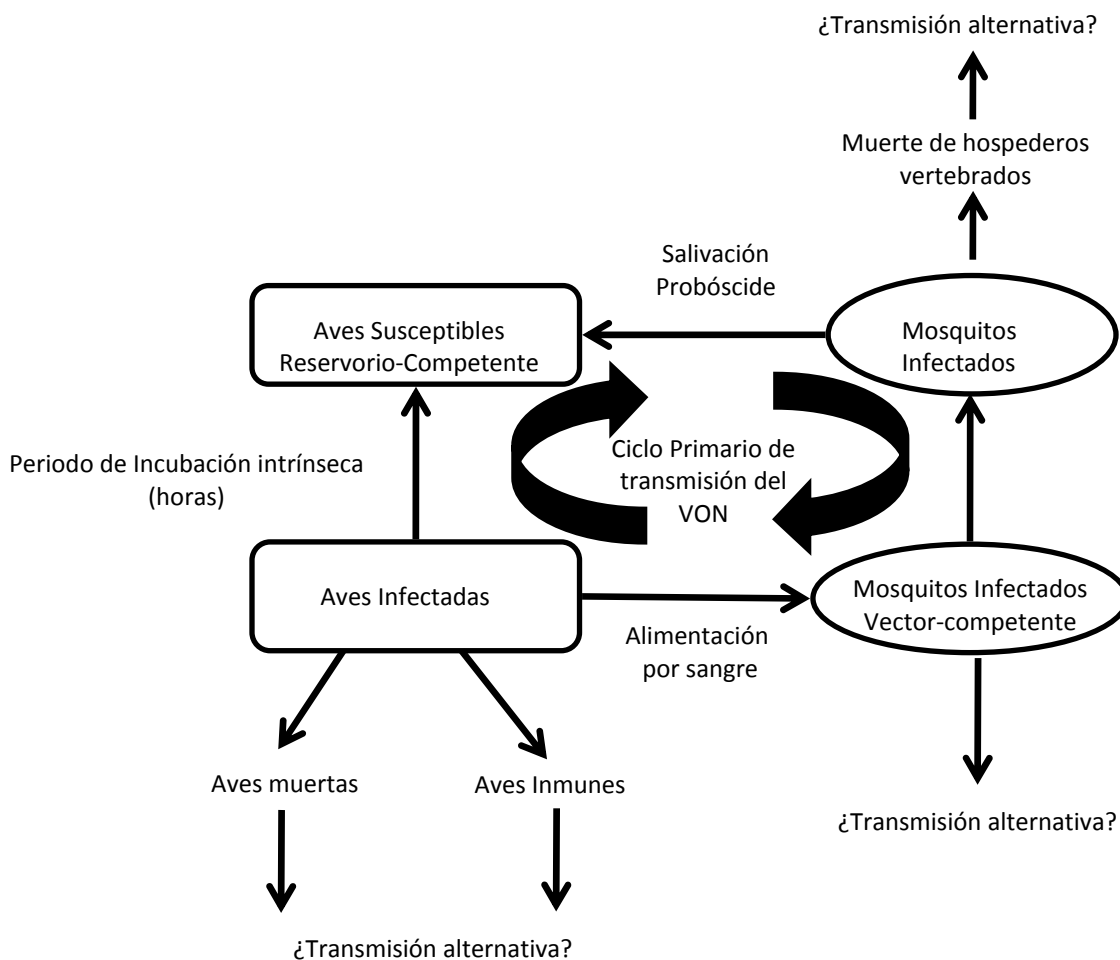 ¿Transmisión alternativa?
Muerte de hospederos
vertebrados
Salivación
Probóscide
Aves Susceptibles
Reservorio-Competente
Mosquitos
Infectados
Periodo de Incubación intrínseca
(horas)
Ciclo Primario de
transmisión del
VON
Aves Infectadas
Mosquitos Infectados
Vector-competente
Alimentación
por sangre
Aves muertas
Aves Inmunes
¿Transmisión alternativa?
¿Transmisión alternativa?